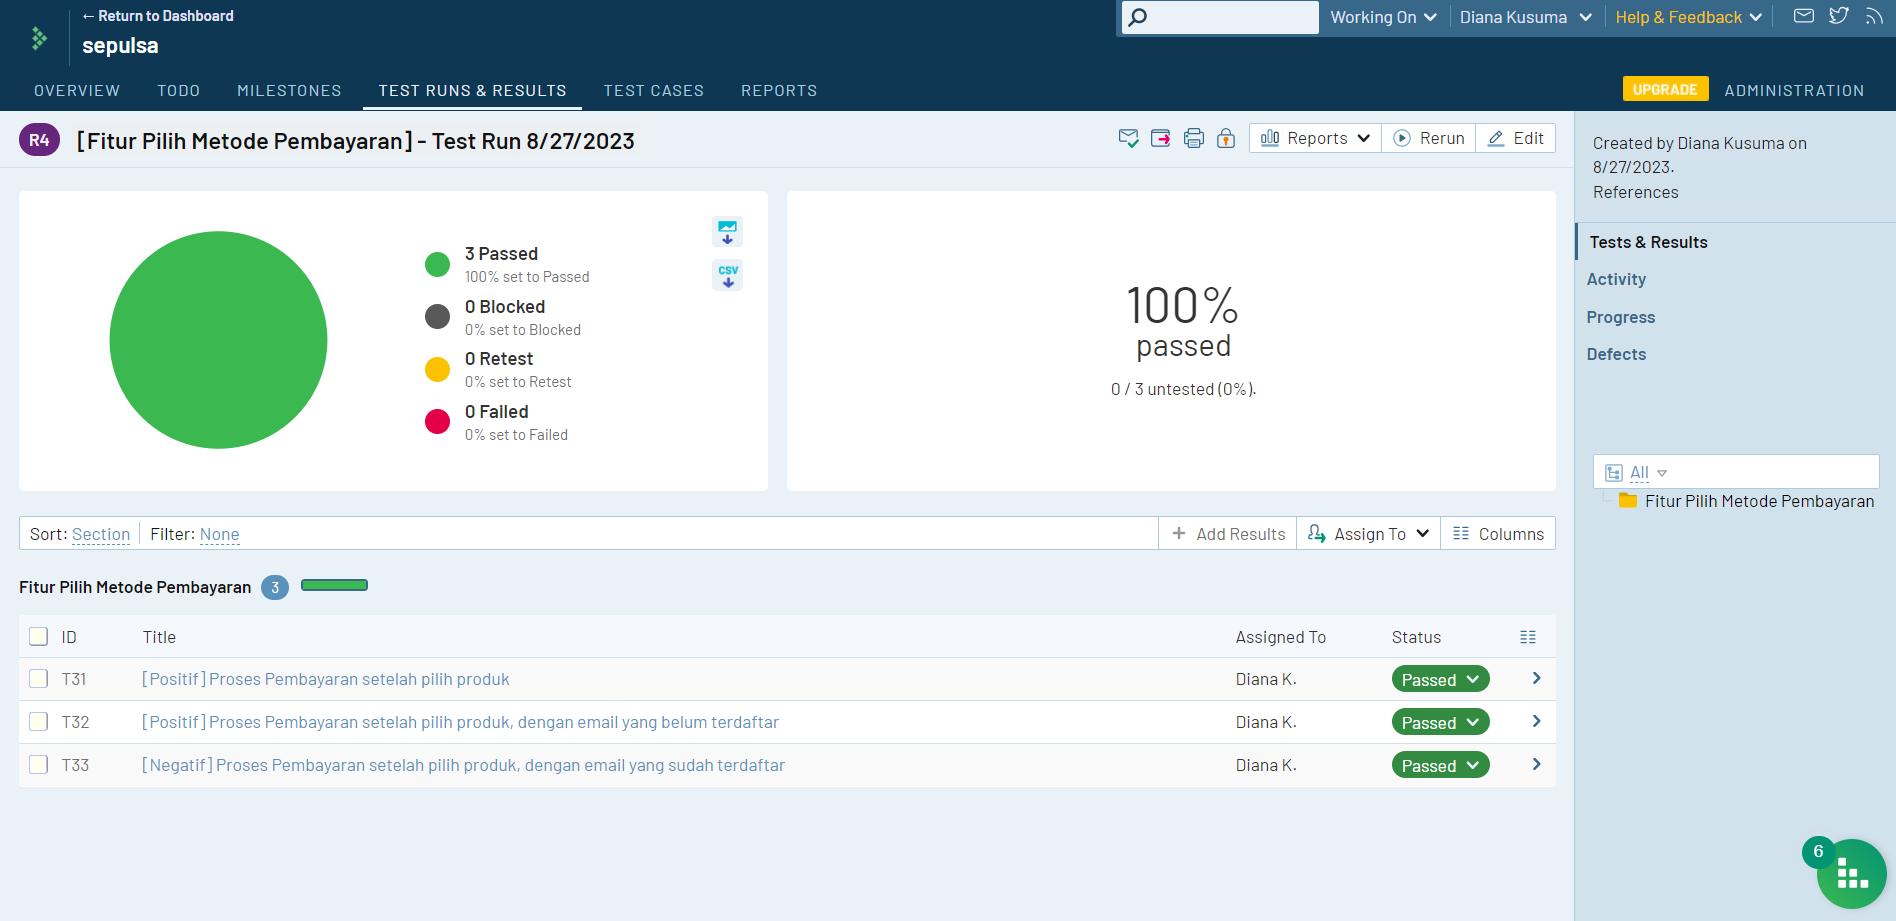 ← Return to Dashboard
sepulsa
Working On
Diana Kusuma
Help & Feedback
OVERVIEW
TODO
MILESTONES
TEST RUNS & RESULTS
TEST CASES
REPORTS
UPGRADE
ADMINISTRATION
R4
[Fitur Pilih Metode Pembayaran] - Test Run 8/27/2023
Reports
Rerun
Edit
Created by Diana Kusuma on
8/27/2023.
References
Tests & Results
Activity
Progress
Defects
All
Fitur Pilih Metode Pembayaran
3 Passed
100% set to Passed
0 Blocked
0% set to Blocked
0 Retest
0% set to Retest
0 Failed
0% set to Failed
CSV
100%
passed
0 / 3 untested (0%).
Sort: Section
Filter: None
Add Results
Assign To
Columns
Fitur Pilih Metode Pembayaran 3
ID Title Assigned To Status
T31 [Positif] Proses Pembayaran setelah pilih produk Diana K. Passed
T32 [Positif] Proses Pembayaran setelah pilih produk, dengan email yang belum terdaftar Diana K. Passed
T33 [Negatif] Proses Pembayaran setelah pilih produk, dengan email yang sudah terdaftar Diana K. Passed
6